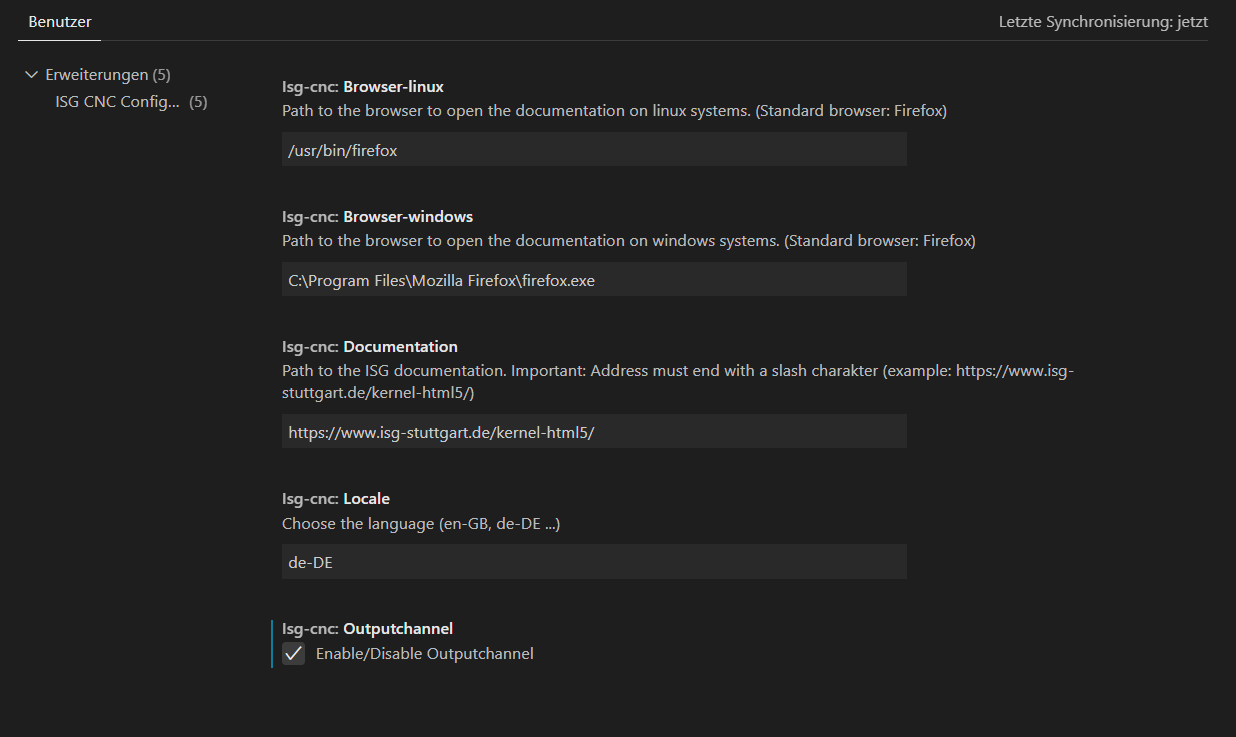 Benutzer
Letzte Synchronisierung: jetzt
Erweiterungen (5)
ISG CNC Config... (5)
Isg-cnc: Browser-linux
Path to the browser to open the documentation on linux systems. (Standard browser: Firefox)
/usr/bin/firefox
Isg-cnc: Browser-windows
Path to the browser to open the documentation on windows systems. (Standard browser: Firefox)
C:\Program Files\Mozilla Firefox\firefox.exe
Isg-cnc: Documentation
Path to the ISG documentation. Important: Address must end with a slash charakter (example: https://www.isg-
stuttgart.de/kernel-html5/)
https://www.isg-stuttgart.de/kernel-html5/
Isg-cnc: Locale
Choose the language (en-GB, de-DE ...)
de-DE
Isg-cnc: Outputchannel
Enable/Disable Outputchannel